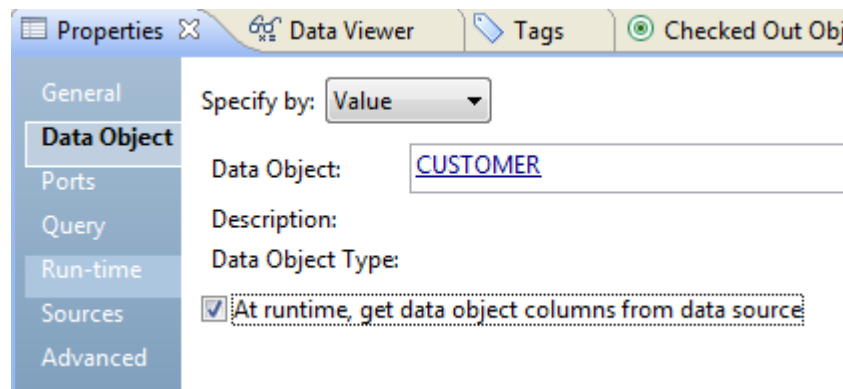 Properties Data Viewer Tags Checked Out Obj
General
Specify by: Value
Data Object
Data Object: CUSTOMER
Ports
Description:
Query
Data Object Type:
Run-time
At runtime, get data object columns from data source
Sources
Advanced